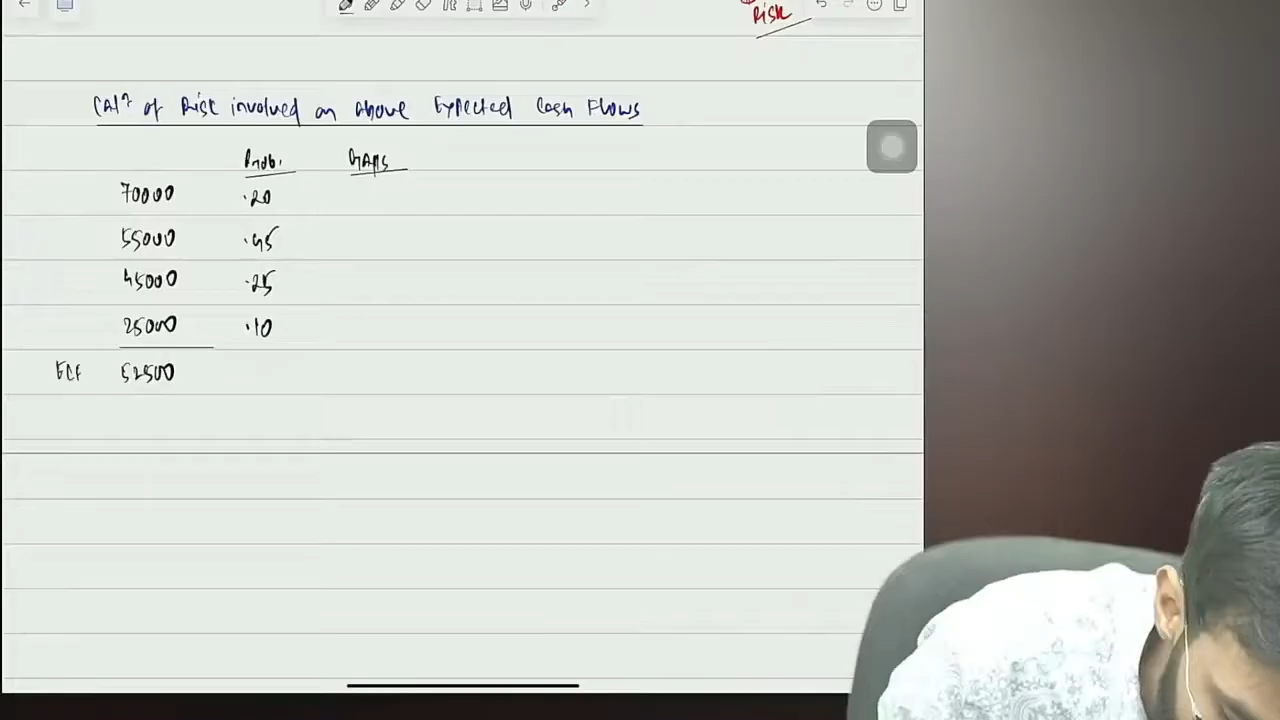 Risk
Caln of Risk involved on above Expected Cash Flows
Prob. Gaps
70000 .20
55000 .45
45000 .25
25000 .10
ECF 52500